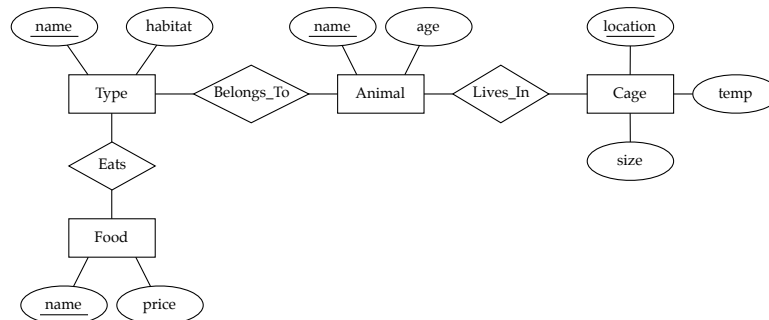 name
habitat
name
age
location
Type
Belongs_To
Animal
Lives_In
Cage
temp
Eats
size
Food
name
price